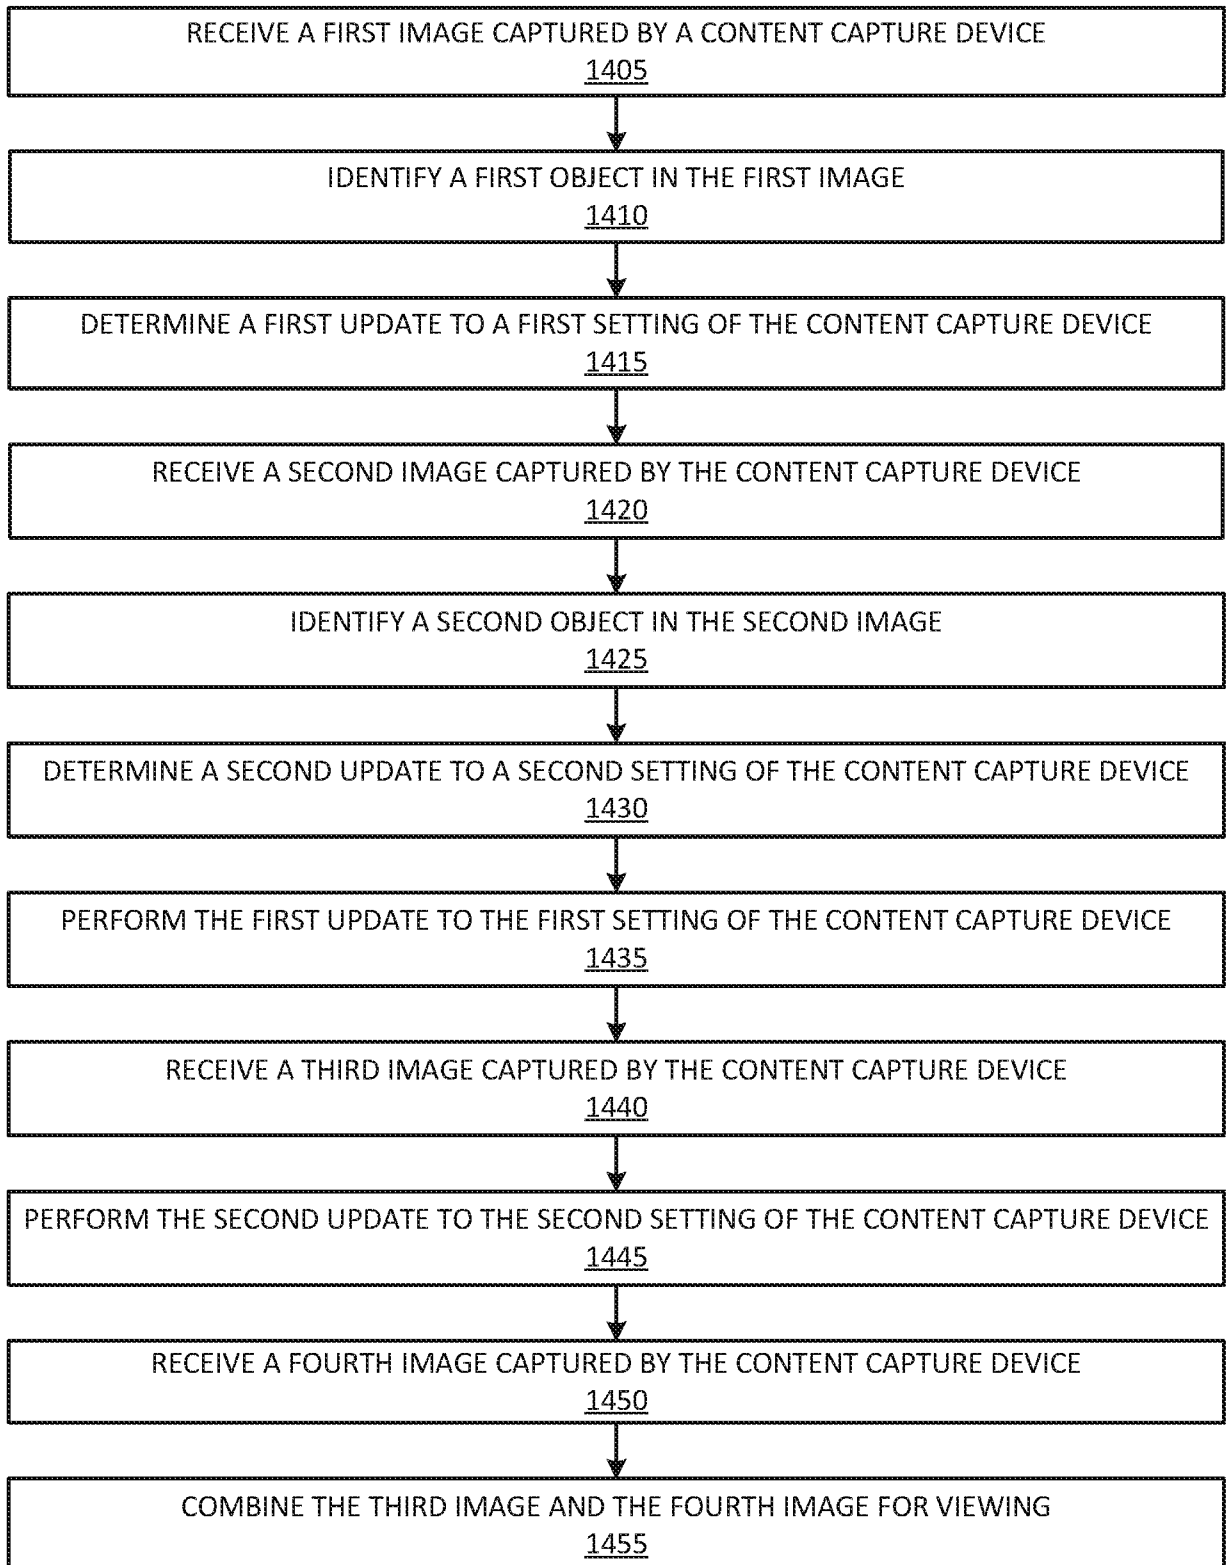 RECEIVE A FIRST IMAGE CAPTURED BY A CONTENT CAPTURE DEVICE
1405
IDENTIFY A FIRST OBJECT IN THE FIRST IMAGE
1410
DETERMINE A FIRST UPDATE TO A FIRST SETTING OF THE CONTENT CAPTURE DEVICE
1415
RECEIVE A SECOND IMAGE CAPTURED BY THE CONTENT CAPTURE DEVICE
1420
IDENTIFY A SECOND OBJECT IN THE SECOND IMAGE
1425
DETERMINE A SECOND UPDATE TO A SECOND SETTING OF THE CONTENT CAPTURE DEVICE
1430
PERFORM THE FIRST UPDATE TO THE FIRST SETTING OF THE CONTENT CAPTURE DEVICE
1435
RECEIVE A THIRD IMAGE CAPTURED BY THE CONTENT CAPTURE DEVICE
1440
PERFORM THE SECOND UPDATE TO THE SECOND SETTING OF THE CONTENT CAPTURE DEVICE
1445
RECEIVE A FOURTH IMAGE CAPTURED BY THE CONTENT CAPTURE DEVICE
1450
COMBINE THE THIRD IMAGE AND THE FOURTH IMAGE FOR VIEWING
1455